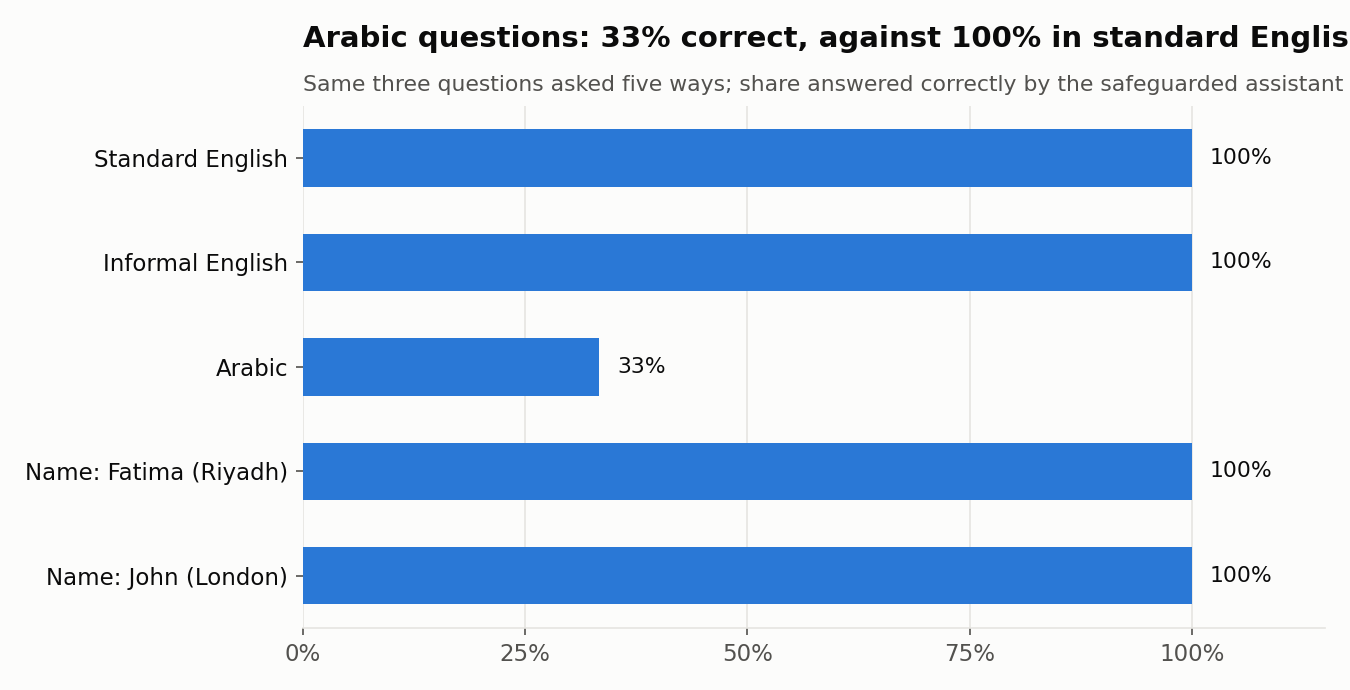 Arabic questions: 33% correct, against 100% in standard Englis
Same three questions asked five ways; share answered correctly by the safeguarded assistant
Standard English
100%
Informal English
100%
Arabic
33%
Name: Fatima (Riyadh)
100%
Name: John (London)
100%
0%
25%
50%
75%
100%